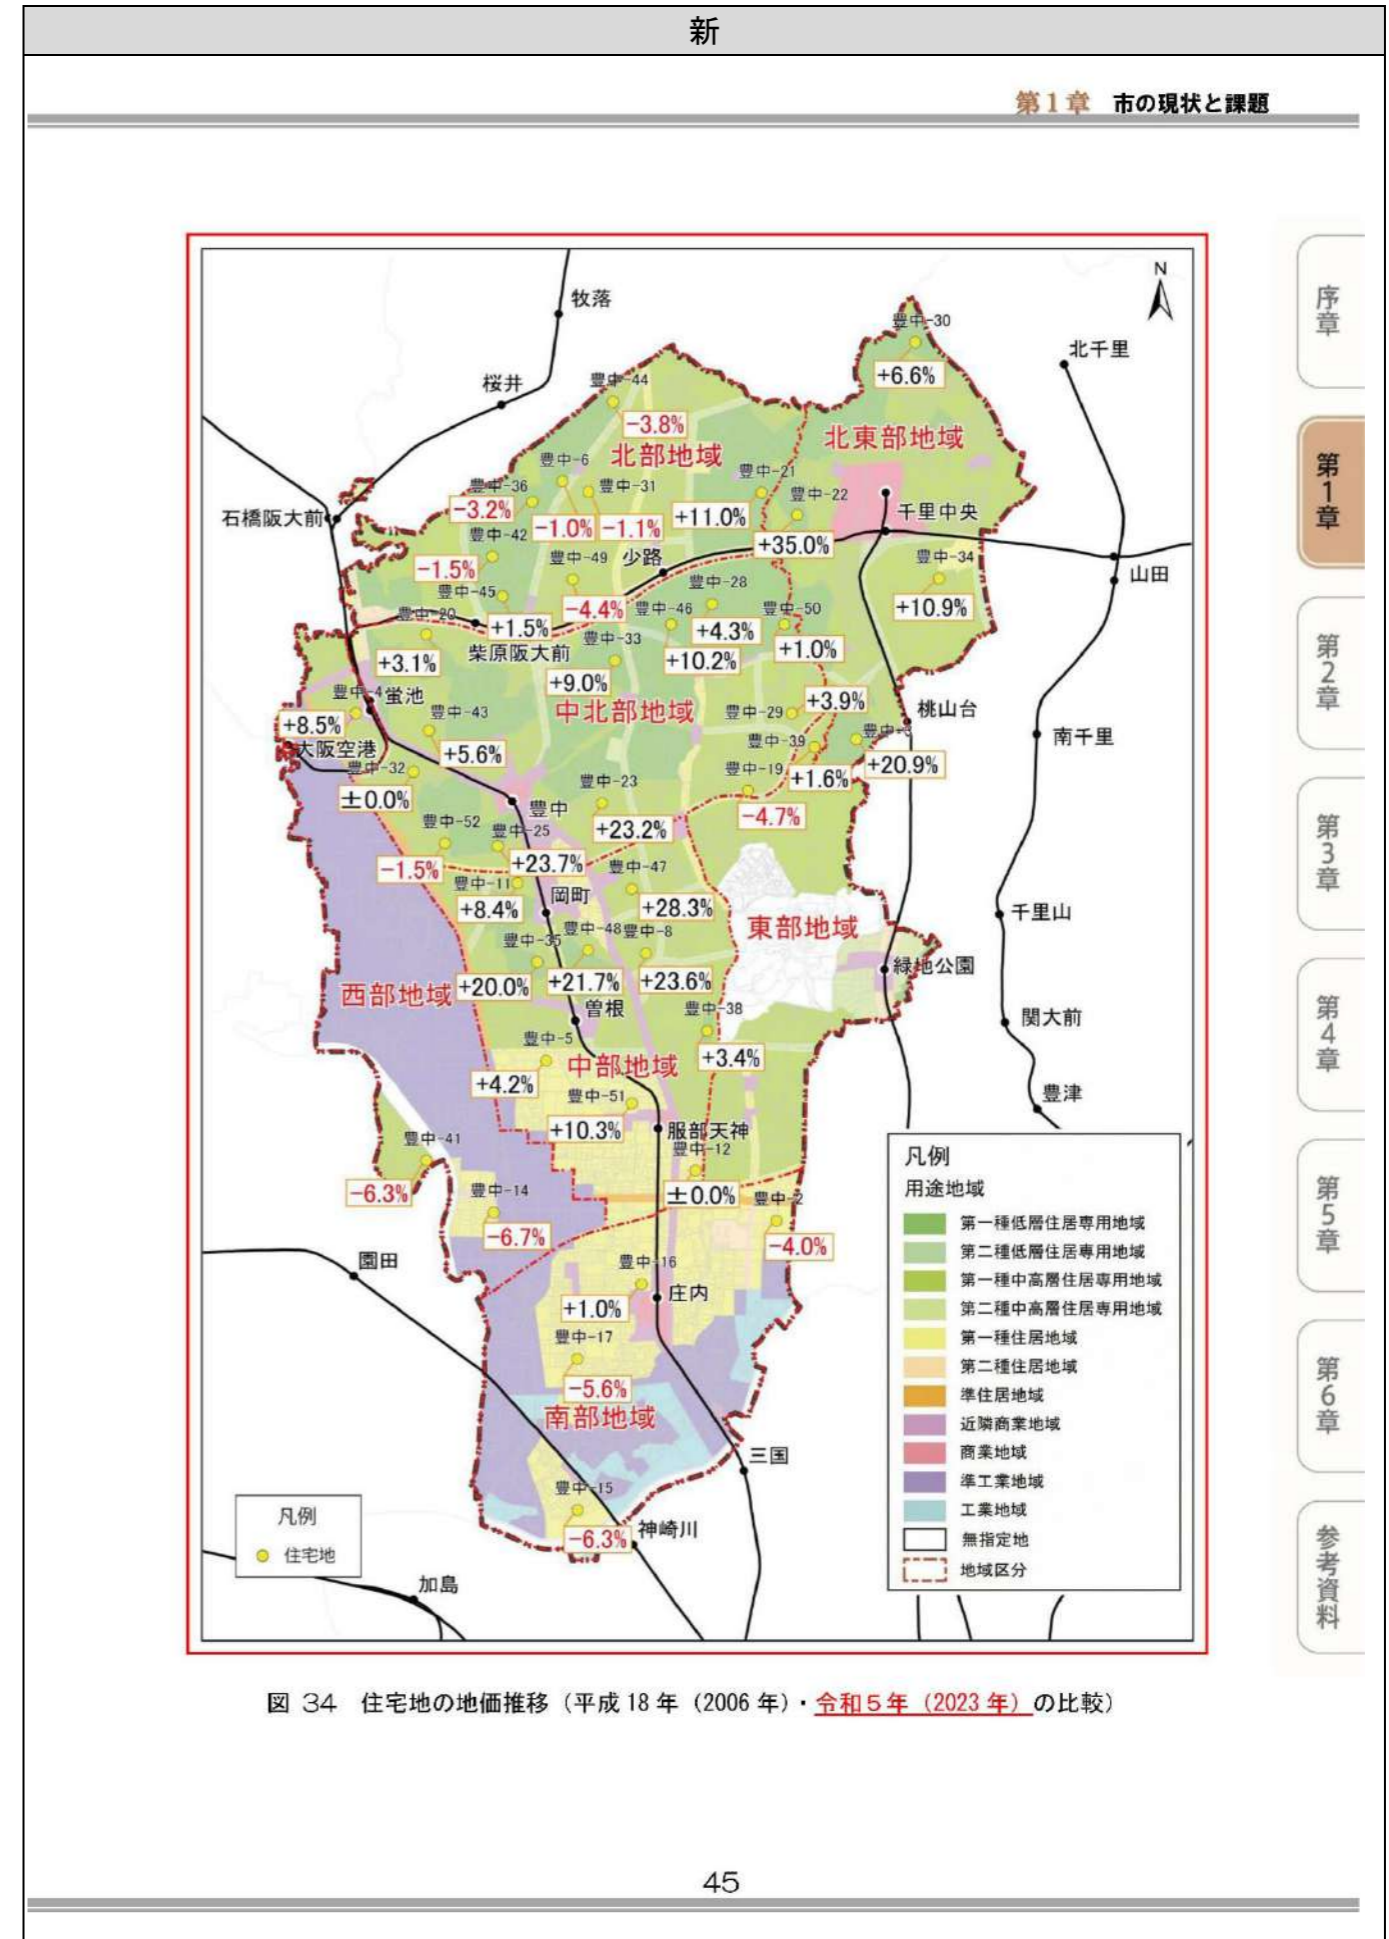 新
第1章 市の現状と課題
N
牧落
豊中-30
北千里
+6.6%
桜井
豊中-44
-3.8%
北東部地域
北部地域
豊中-6
豊中-21
豊中-36
豊中-31
豊中-22
-3.2%
石橋阪大前
-1.0%
-1.1%
+11.0%
千里中央
豊中-42
+35.0%
豊中-49
少路
豊中-34
-1.5%
豊中-28
山田
豊中-45
-4.4%
豊中-46
豊中-50
+10.9%
豊中-20
+1.5%
豊中-33
+4.3%
柴原阪大前
+1.0%
+3.1%
+10.2%
+9.0%
豊中-4
蛍池
中北部地域
豊中-29
+3.9%
桃山台
+8.5%
豊中-43
豊中-39
南千里
大阪空港
+5.6%
+20.9%
豊中-32
豊中-19
+1.6%
±0.0%
豊中-23
豊中
-4.7%
豊中-52
豊中-25
+23.2%
-1.5%
+23.7%
豊中-47
豊中-11
岡町
+8.4%
+28.3%
千里山
豊中-35
豊中-48
豊中-8
東部地域
緑地公園
西部地域
+20.0%
+21.7%
+23.6%
曽根
豊中-38
関大前
豊中-5
中部地域
+3.4%
+4.2%
豊中-51
豊津
+10.3%
服部天神
豊中-41
豊中-12
凡例
用途地域
-6.3%
豊中-14
±0.0%
豊中-2
第一種低層住居専用地域
-6.7%
-4.0%
第二種低層住居専用地域
園田
豊中-16
第一種中高層住居専用地域
+1.0%
庄内
第二種中高層住居専用地域
豊中-17
第一種住居地域
第二種住居地域
-5.6%
準住居地域
南部地域
近隣商業地域
三国
商業地域
豊中-15
準工業地域
凡例
工業地域
神崎川
-6.3%
無指定地
住宅地
地域区分
加島
序章
第1章
第2章
第3章
第4章
第5章
第6章
参考資料
図 34 住宅地の地価推移（平成18年（2006年）・令和5年（2023年）の比較）
45